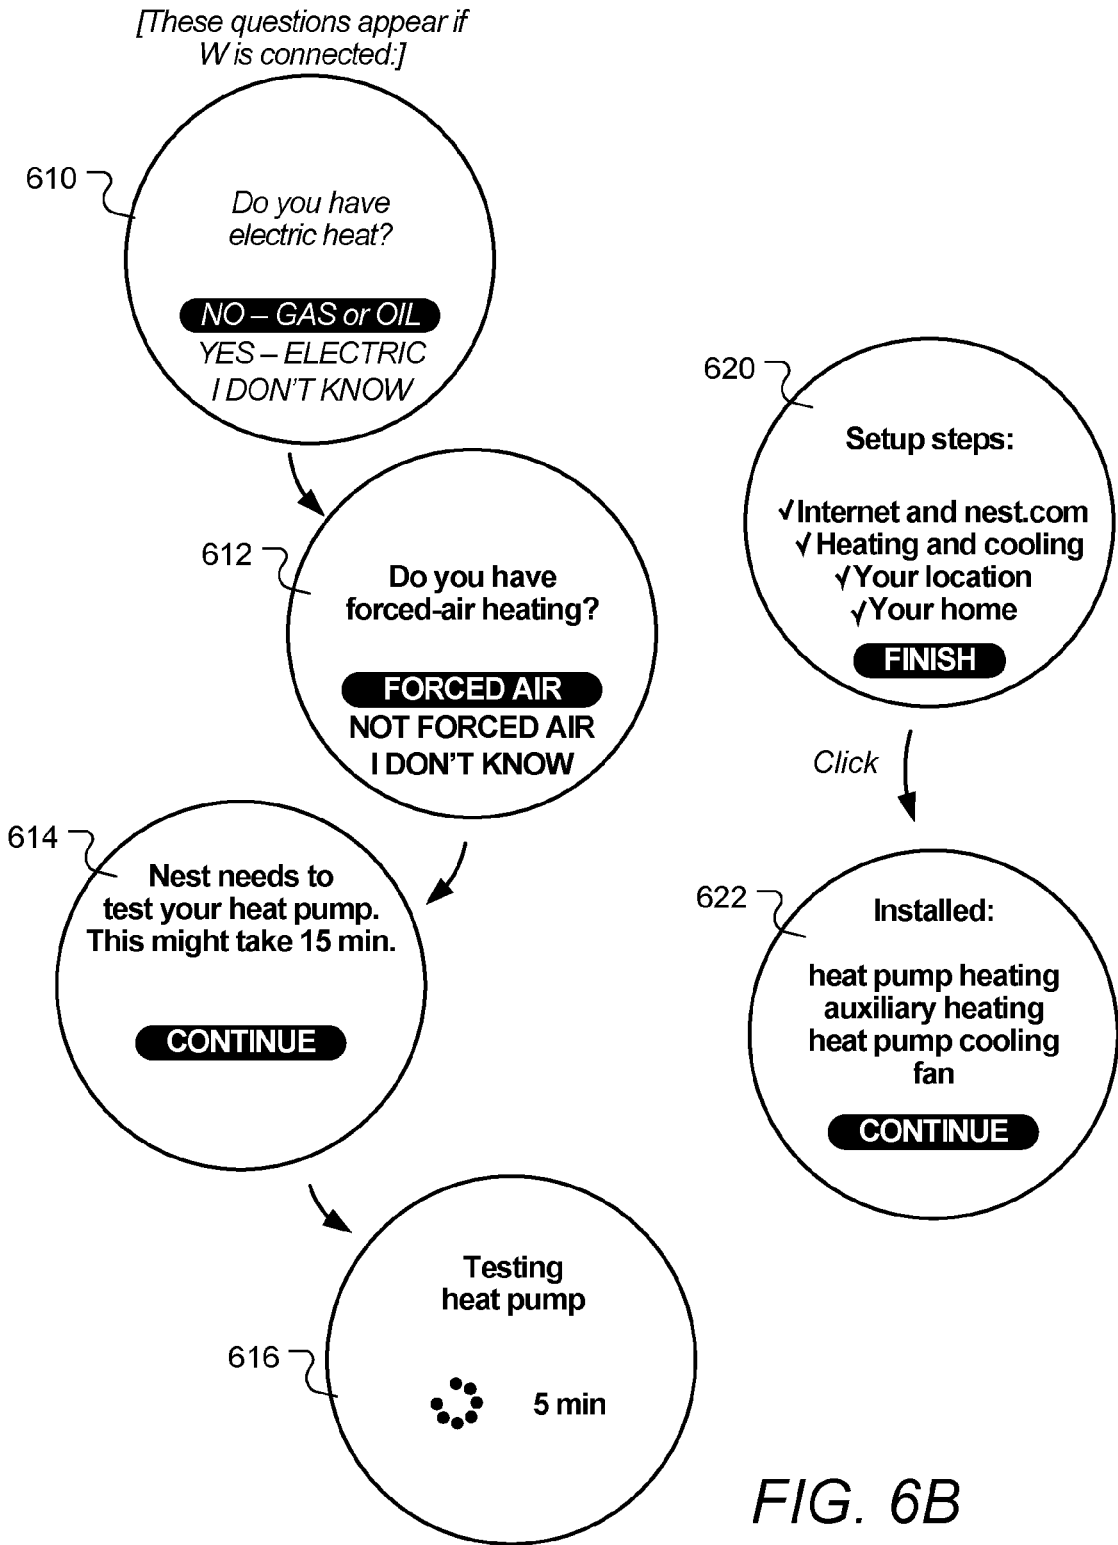 [These questions appear if
W is connected:]
610
Do you have
electric heat?
NO – GAS or OIL
YES – ELECTRIC
I DON'T KNOW
612
Do you have
forced-air heating?
FORCED AIR
NOT FORCED AIR
I DON'T KNOW
614
Nest needs to
test your heat pump.
This might take 15 min.
CONTINUE
616
Testing
heat pump
5 min
620
Setup steps:
√Internet and nest.com
√Heating and cooling
√Your location
√Your home
FINISH
Click
622
Installed:
heat pump heating
auxiliary heating
heat pump cooling
fan
CONTINUE
FIG. 6B